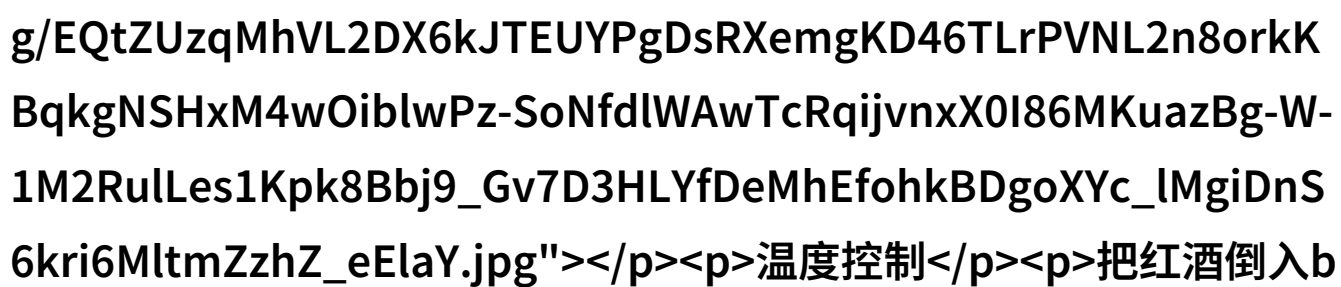 g/EQtZUzqMhVL2DX6kJTEUYPgDsRXemgKD46TLrPVNL2n8orkK
BqkgNSHxM4wOiblwPz-SoNfdlWAwTcRqijvnxX0I86MKuazBg-W-
1M2RulLes1Kpk8Bbj9_Gv7D3HLYfDeMhEfohkBDgoXYc_lMgiDnS
6kri6MltmZzhZ_eElaY.jpg"></p><p>温度控制</p><p>把红酒倒入b